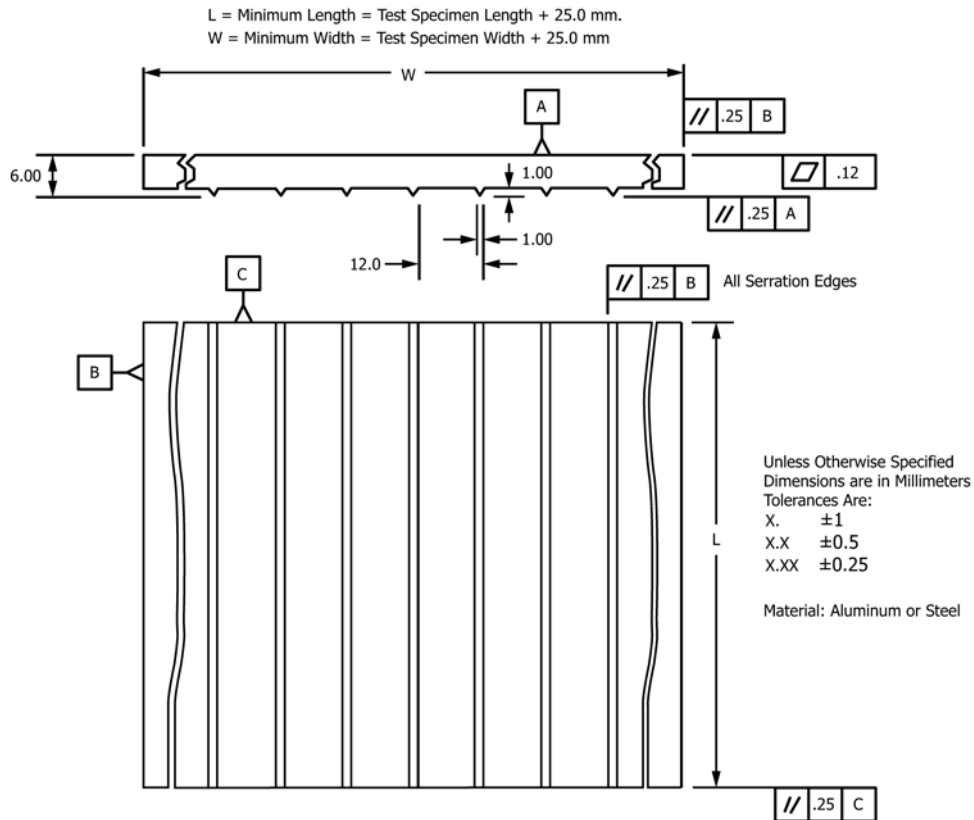 L = Minimum Length = Test Specimen Length + 25.0 mm.
W = Minimum Width = Test Specimen Width + 25.0 mm
W
A
// .25 B
6.00
1.00
⏥ .12
// .25 A
1.00
12.0
C
// .25 B All Serration Edges
B
Unless Otherwise Specified
Dimensions are in Millimeters
Tolerances Are:
X. ±1
X.X ±0.5
X.XX ±0.25
L
Material: Aluminum or Steel
// .25 C